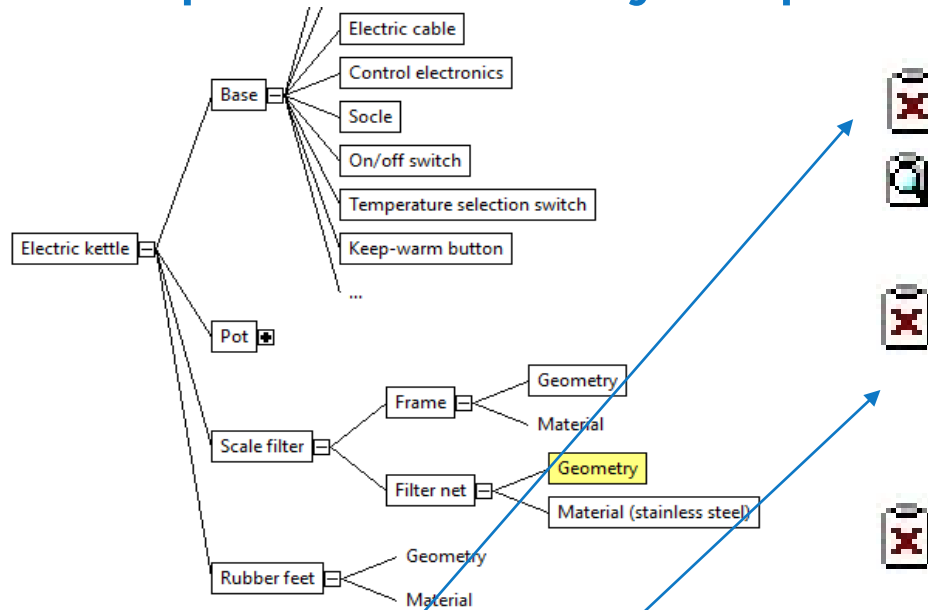 Electric cable
Control electronics
Base
Socle
On/off switch
Temperature selection switch
Electric kettle
Keep-warm button
...
Pot
Geometry
Frame
Material
Scale filter
Geometry
Filter net
Material (stainless steel)
Geometry
Rubber feet
Material